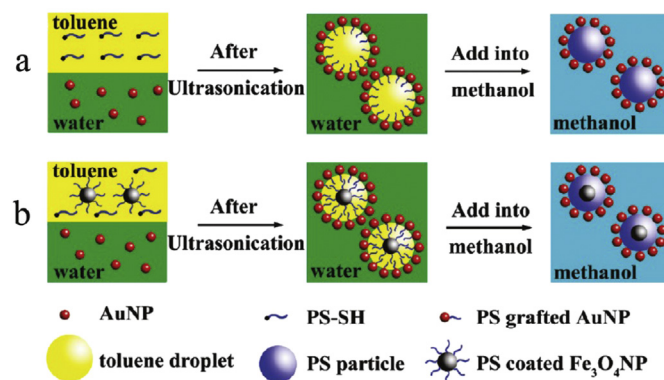 a
toluene
water
After
Ultrasonication
water
Add into
methanol
methanol
b
toluene
water
After
Ultrasonication
water
Add into
methanol
methanol
AuNP
PS-SH
PS grafted AuNP
toluene droplet
PS particle
PS coated Fe₃O₄NP